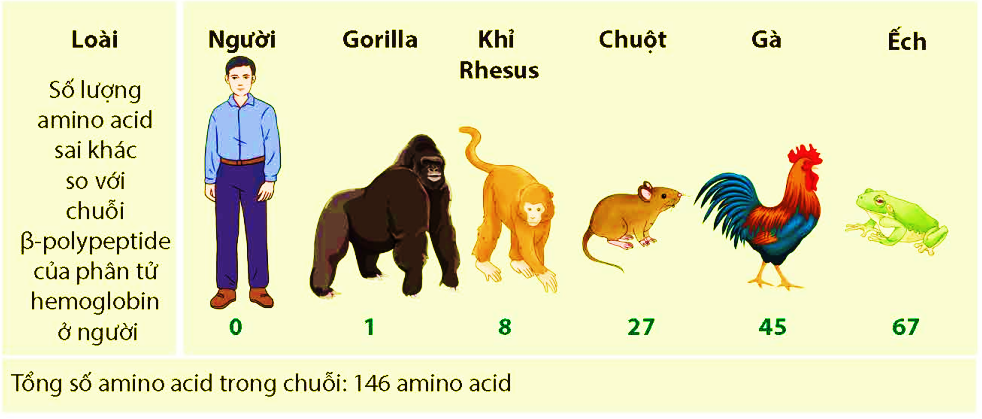 Loài Người Gorilla Khỉ Chuột Gà Ếch
Rhesus
Số lượng
amino acid
sai khác
so với
chuỗi
β-polypeptide
của phân tử
hemoglobin
ở người
0 1 8 27 45 67
Tổng số amino acid trong chuỗi: 146 amino acid